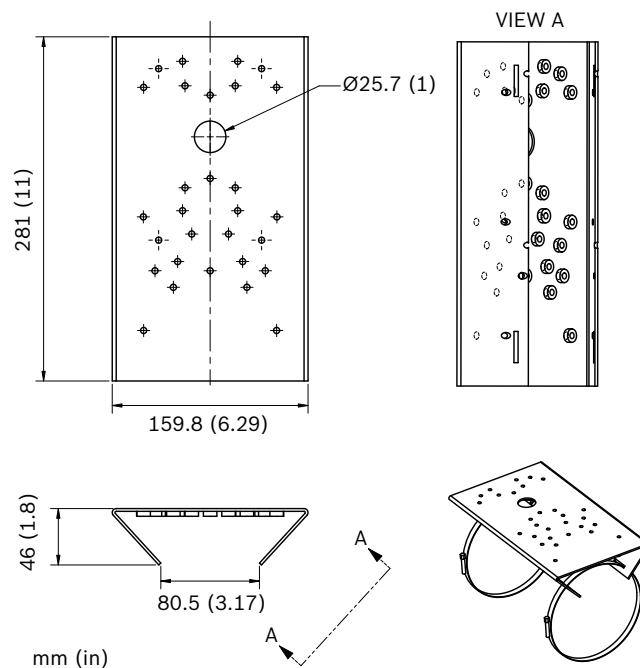 VIEW A
Ø25.7 (1)
281 (11)
159.8 (6.29)
46 (1.8)
80.5 (3.17)
A
A
mm (in)